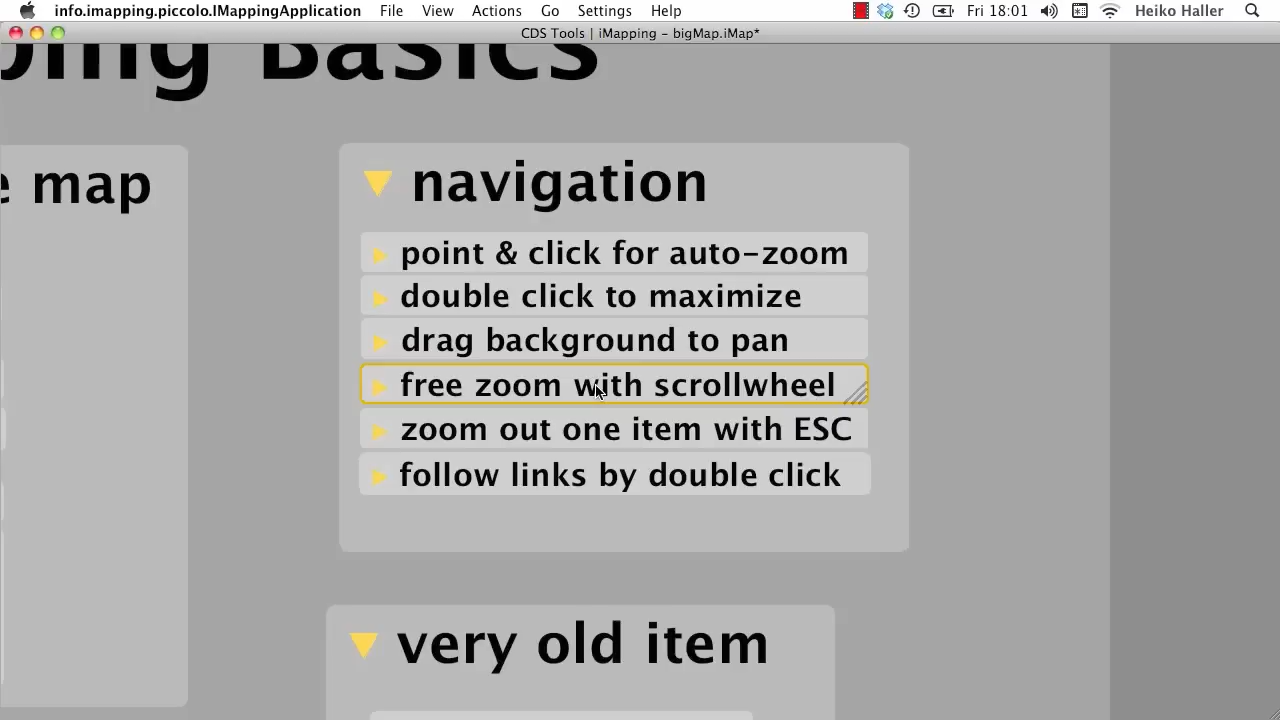 info.imapping.piccolo.IMappingApplication File View Actions Go Settings Help Fri 18:01 Heiko Haller
CDS Tools | iMapping – bigMap.iMap*
Basics
map
navigation
point & click for auto-zoom
double click to maximize
drag background to pan
free zoom with scrollwheel
zoom out one item with ESC
follow links by double click
very old item